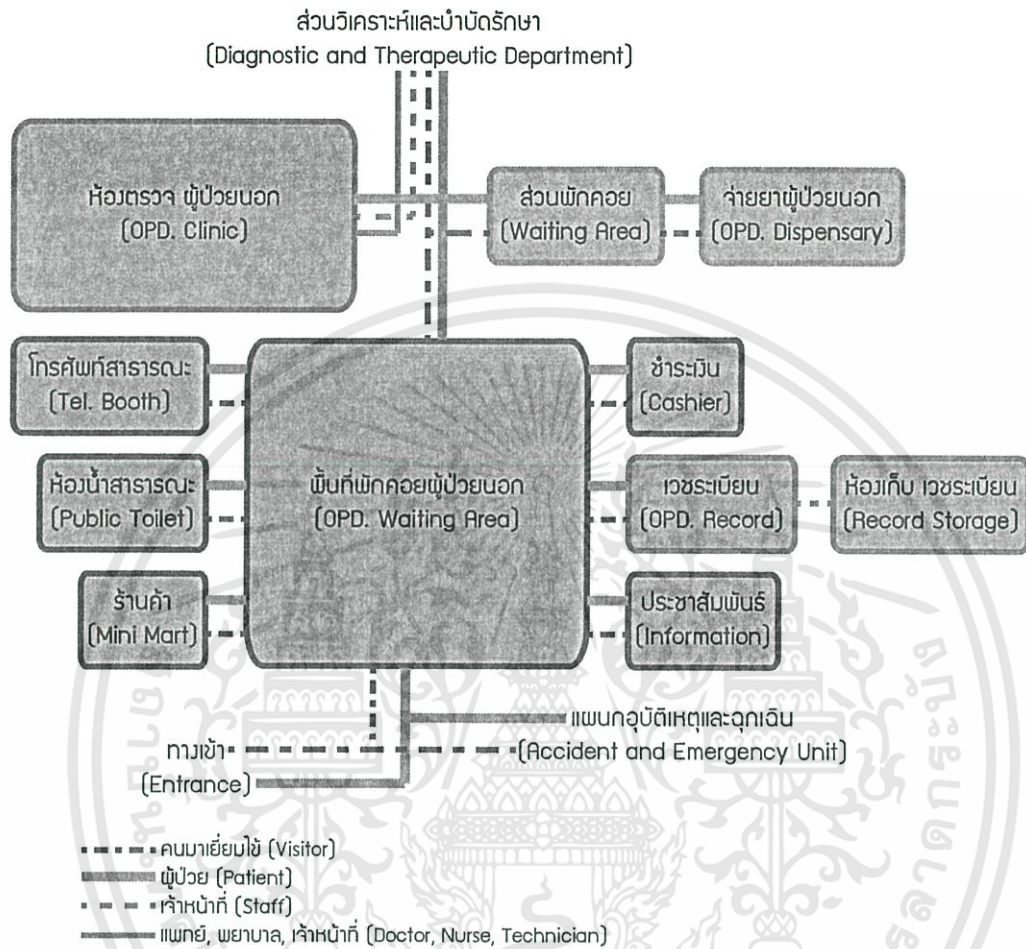 ส่วนวิเคราะห์และบำบัดรักษา
(Diagnostic and Therapeutic Department)
ห้องตรวจ ผู้ป่วยนอก
(OPD. Clinic)
ส่วนพักคอย
(Waiting Area)
จ่ายยาผู้ป่วยนอก
(OPD. Dispensary)
โทรศัพท์สาธารณะ
(Tel. Booth)
ชำระเงิน
(Cashier)
ห้องน้ำสาธารณะ
(Public Toilet)
พื้นที่พักคอยผู้ป่วยนอก
(OPD. Waiting Area)
เวชระเบียน
(OPD. Record)
ห้องเก็บ เวชระเบียน
(Record Storage)
ร้านค้า
(Mini Mart)
ประชาสัมพันธ์
(Information)
แผนกอุบัติเหตุและฉุกเฉิน
(Accident and Emergency Unit)
ทางเข้า
(Entrance)
คนมาเยี่ยมไข้ (Visitor)
ผู้ป่วย (Patient)
เจ้าหน้าที่ (Staff)
แพทย์, พยาบาล, เจ้าหน้าที่ (Doctor, Nurse, Technician)